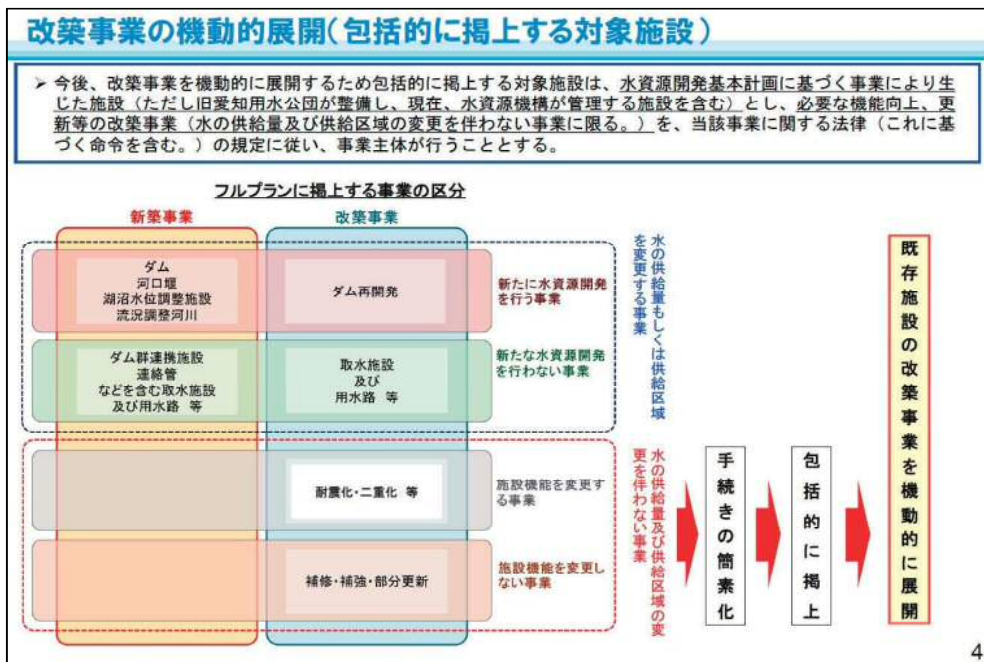 改築事業の機動的展開(包括的に掲上する対象施設)
➢ 今後、改築事業を機動的に展開するため包括的に掲上する対象施設は、水資源開発基本計画に基づく事業により生
じた施設(ただし旧愛知用水公団が整備し、現在、水資源機構が管理する施設を含む)とし、必要な機能向上、更
新等の改築事業(水の供給量及び供給区域の変更を伴わない事業に限る。)を、当該事業に関する法律(これに基
づく命令を含む。)の規定に従い、事業主体が行うこととする。
フルプランに掲上する事業の区分
新築事業
改築事業
ダム
河口堰
湖沼水位調整施設
流況調整河川
ダム再開発
新たに水資源開発
を行う事業
ダム群連携施設
連絡管
などを含む取水施設
及び用水路 等
取水施設
及び
用水路 等
新たな水資源開発
を行わない事業
水の供給量もしくは供給区域
を変更する事業
耐震化・二重化 等
施設機能を変更す
る事業
補修・補強・部分更新
施設機能を変更し
ない事業
水の供給量及び供給区域の変
更を伴わない事業
手続きの簡素化
包括的に掲上
既存施設の改築事業を機動的に展開
4